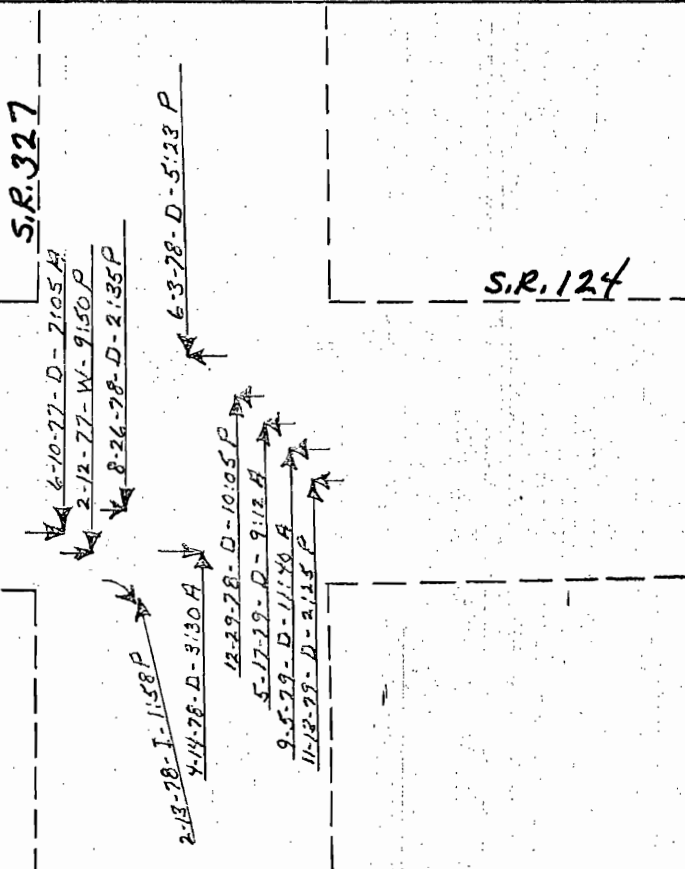 S.R. 327
S.R. 124
6-10-77-D-7:05 A
2-12-77-W-9:50 P
8-26-78-D-2:35 P
6-3-78-D-5:23 P
2-13-78-I-1:58 P
4-14-78-D-3:30 A
12-29-78-D-10:05 P
5-17-79-D-9:12 A
9-5-79-D-11:40 A
11-13-79-D-2:25 P